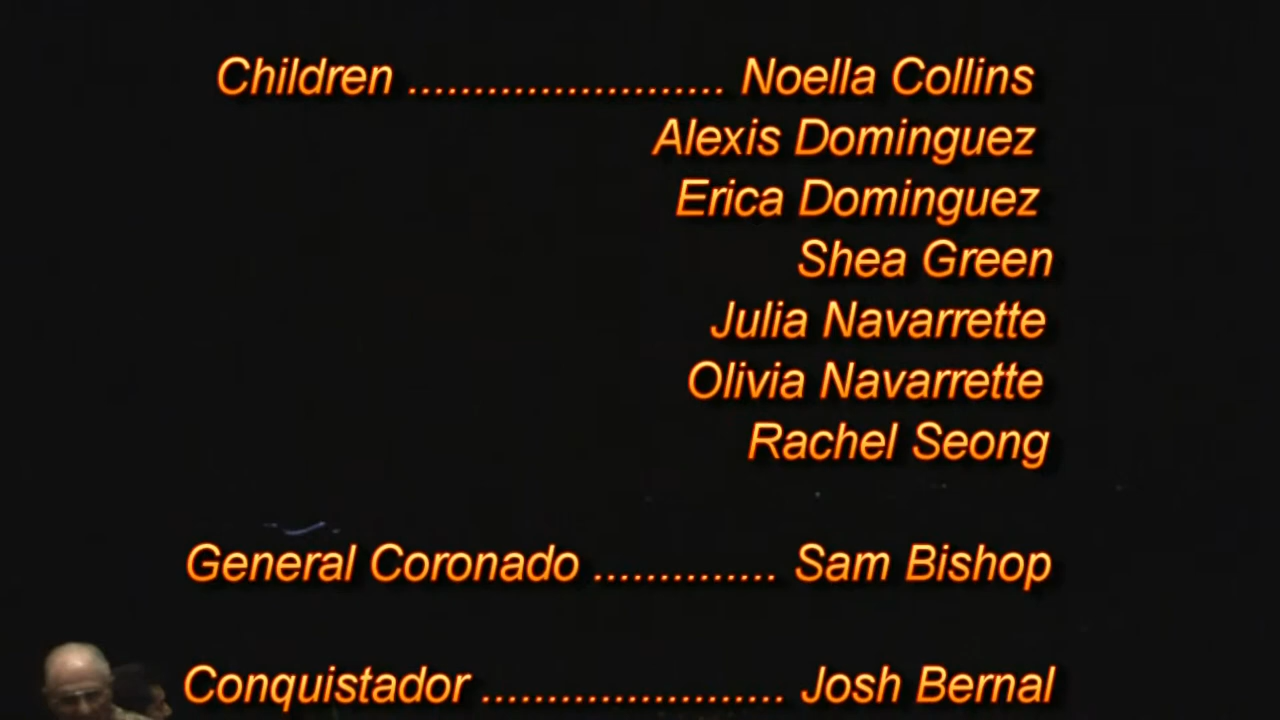 Children ........................ Noella Collins
Alexis Dominguez
Erica Dominguez
Shea Green
Julia Navarrette
Olivia Navarrette
Rachel Seong
General Coronado .............. Sam Bishop
Conquistador ....................... Josh Bernal